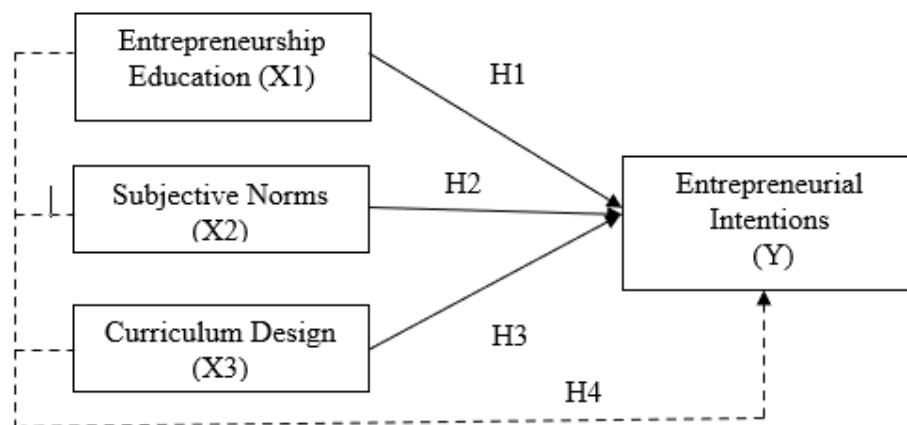 Entrepreneurship
Education (X1)
H1
Subjective Norms
(X2)
H2
Entrepreneurial
Intentions
(Y)
Curriculum Design
(X3)
H3
H4